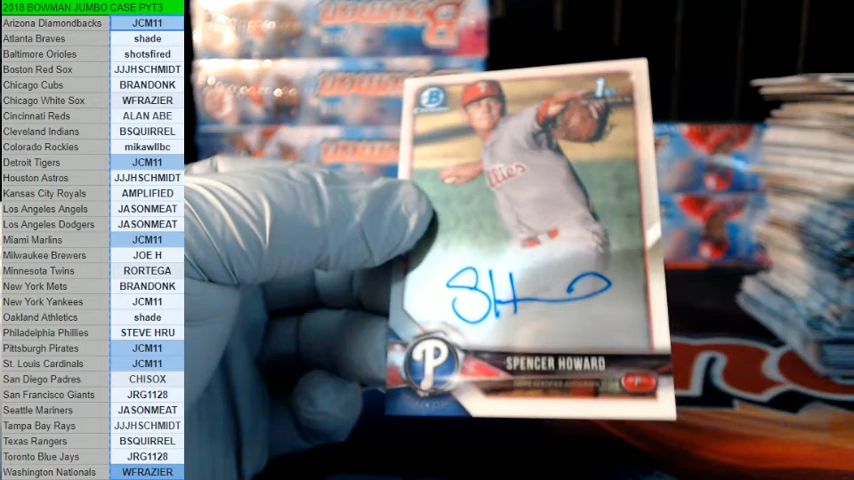 2018 BOWMAN JUMBO CASE PYT3
Arizona Diamondbacks JCM11
Atlanta Braves shade
Baltimore Orioles shotsfired
Boston Red Sox JJJHSCHMIDT
Chicago Cubs BRANDONK
Chicago White Sox WFRAZIER
Cincinnati Reds ALAN ABE
Cleveland Indians BSQUIRREL
Colorado Rockies mikawllbc
Detroit Tigers JCM11
Houston Astros JJJHSCHMIDT
Kansas City Royals AMPLIFIED
Los Angeles Angels JASONMEAT
Los Angeles Dodgers JASONMEAT
Miami Marlins JCM11
Milwaukee Brewers JOE H
Minnesota Twins RORTEGA
New York Mets BRANDONK
New York Yankees JCM11
Oakland Athletics shade
Philadelphia Phillies STEVE HRU
Pittsburgh Pirates JCM11
St. Louis Cardinals JCM11
San Diego Padres CHISOX
San Francisco Giants JRG1128
Seattle Mariners JASONMEAT
Tampa Bay Rays JJJHSCHMIDT
Texas Rangers BSQUIRREL
Toronto Blue Jays JRG1128
Washington Nationals WFRAZIER
1st
SPENCER HOWARD
P